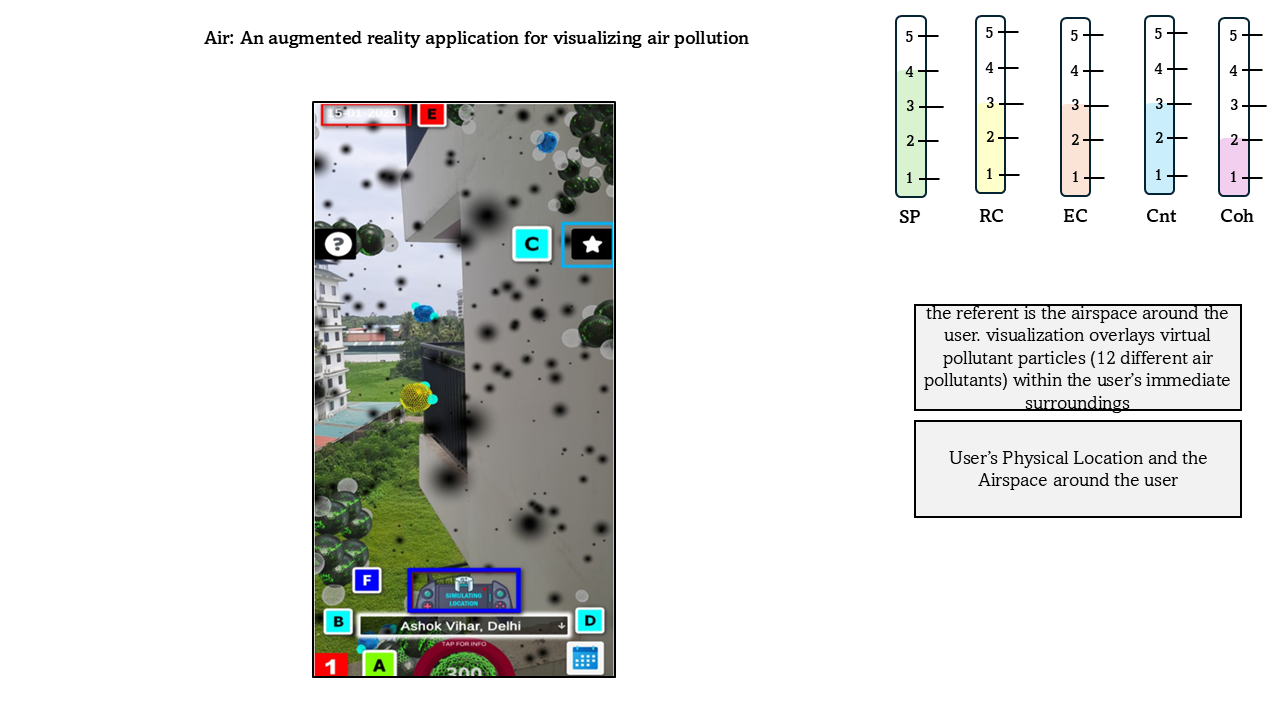 Air: An augmented reality application for visualizing air pollution
5 5 5 5 5
4 4 4 4 4
3 3 3 3 3
2 2 2 2 2
1 1 1 1 1
SP RC EC Cnt Coh
E
?
C
the referent is the airspace around the
user. visualization overlays virtual
pollutant particles (12 different air
pollutants) within the user’s immediate
surroundings
User’s Physical Location and the
Airspace around the user
F
SIMULATING
LOCATION
B
Ashok Vihar, Delhi
D
TAP FOR INFO
1
A
300